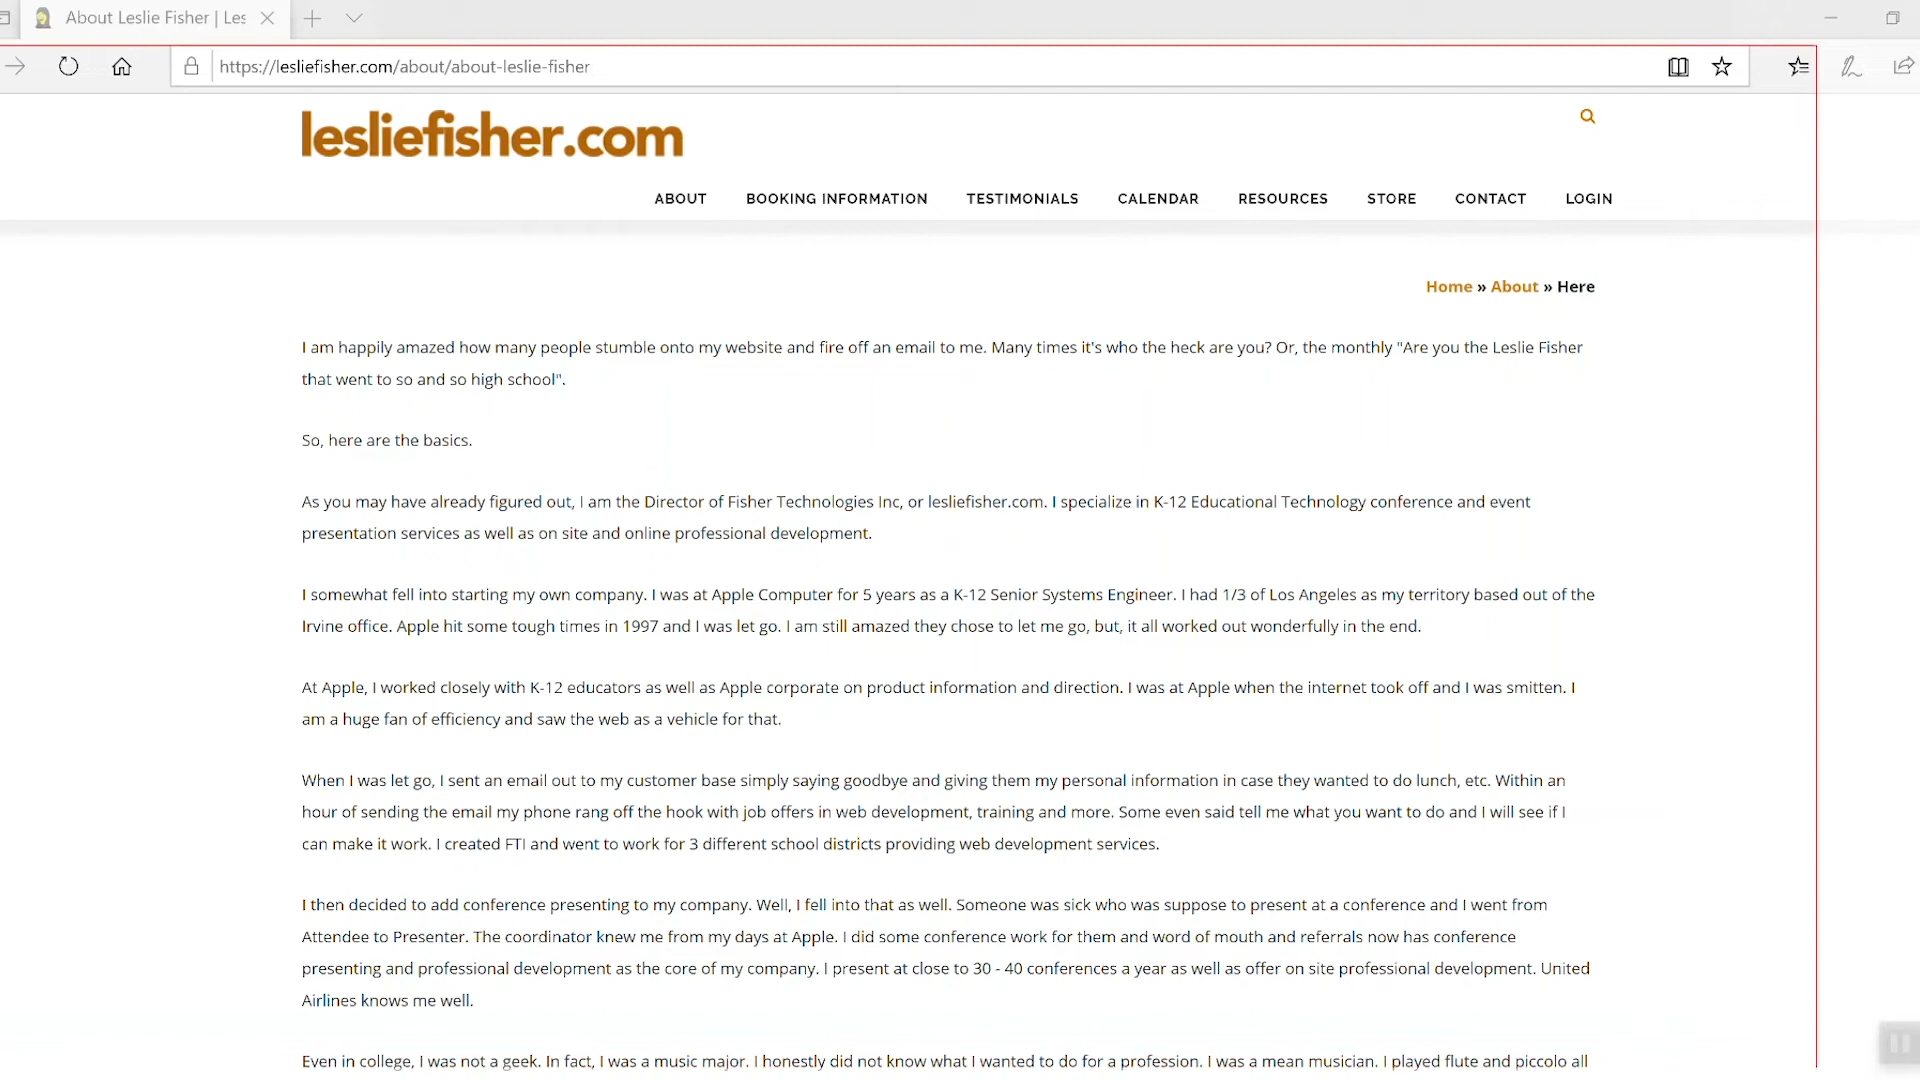 About Leslie Fisher | Les
https://lesliefisher.com/about/about-leslie-fisher
lesliefisher.com
ABOUT BOOKING INFORMATION TESTIMONIALS CALENDAR RESOURCES STORE CONTACT LOGIN
Home » About » Here
I am happily amazed how many people stumble onto my website and fire off an email to me. Many times it's who the heck are you? Or, the monthly "Are you the Leslie Fisher
that went to so and so high school".
So, here are the basics.
As you may have already figured out, I am the Director of Fisher Technologies Inc, or lesliefisher.com. I specialize in K-12 Educational Technology conference and event
presentation services as well as on site and online professional development.
I somewhat fell into starting my own company. I was at Apple Computer for 5 years as a K-12 Senior Systems Engineer. I had 1/3 of Los Angeles as my territory based out of the
Irvine office. Apple hit some tough times in 1997 and I was let go. I am still amazed they chose to let me go, but, it all worked out wonderfully in the end.
At Apple, I worked closely with K-12 educators as well as Apple corporate on product information and direction. I was at Apple when the internet took off and I was smitten. I
am a huge fan of efficiency and saw the web as a vehicle for that.
When I was let go, I sent an email out to my customer base simply saying goodbye and giving them my personal information in case they wanted to do lunch, etc. Within an
hour of sending the email my phone rang off the hook with job offers in web development, training and more. Some even said tell me what you want to do and I will see if I
can make it work. I created FTI and went to work for 3 different school districts providing web development services.
I then decided to add conference presenting to my company. Well, I fell into that as well. Someone was sick who was suppose to present at a conference and I went from
Attendee to Presenter. The coordinator knew me from my days at Apple. I did some conference work for them and word of mouth and referrals now has conference
presenting and professional development as the core of my company. I present at close to 30 - 40 conferences a year as well as offer on site professional development. United
Airlines knows me well.
Even in college, I was not a geek. In fact, I was a music major. I honestly did not know what I wanted to do for a profession. I was a mean musician. I played flute and piccolo all